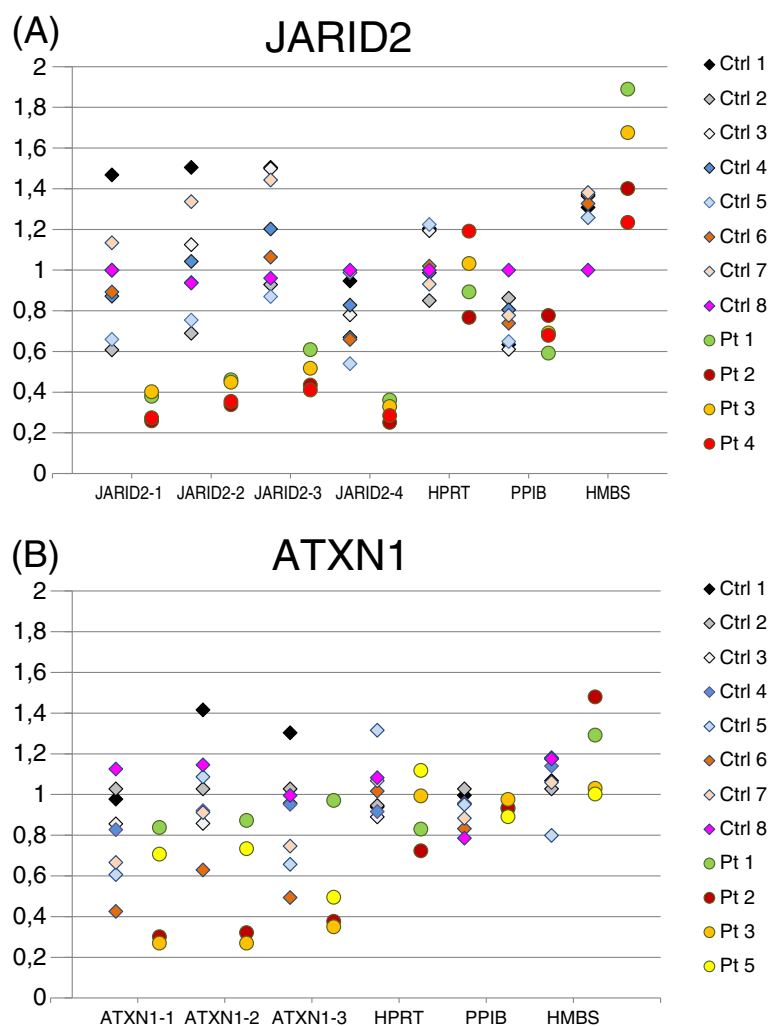 (A)
JARID2
2
1,8
1,6
1,4
1,2
1
0,8
0,6
0,4
0,2
0
JARID2-1 JARID2-2 JARID2-3 JARID2-4 HPRT PPIB HMBS
Ctrl 1
Ctrl 2
Ctrl 3
Ctrl 4
Ctrl 5
Ctrl 6
Ctrl 7
Ctrl 8
Pt 1
Pt 2
Pt 3
Pt 4
(B)
ATXN1
2
1,8
1,6
1,4
1,2
1
0,8
0,6
0,4
0,2
0
ATXN1-1 ATXN1-2 ATXN1-3 HPRT PPIB HMBS
Ctrl 1
Ctrl 2
Ctrl 3
Ctrl 4
Ctrl 5
Ctrl 6
Ctrl 7
Ctrl 8
Pt 1
Pt 2
Pt 3
Pt 5